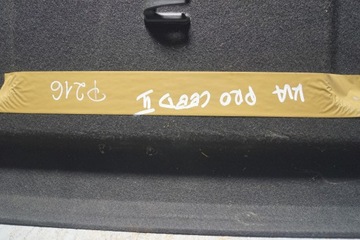 KIA PRO CEED II P216